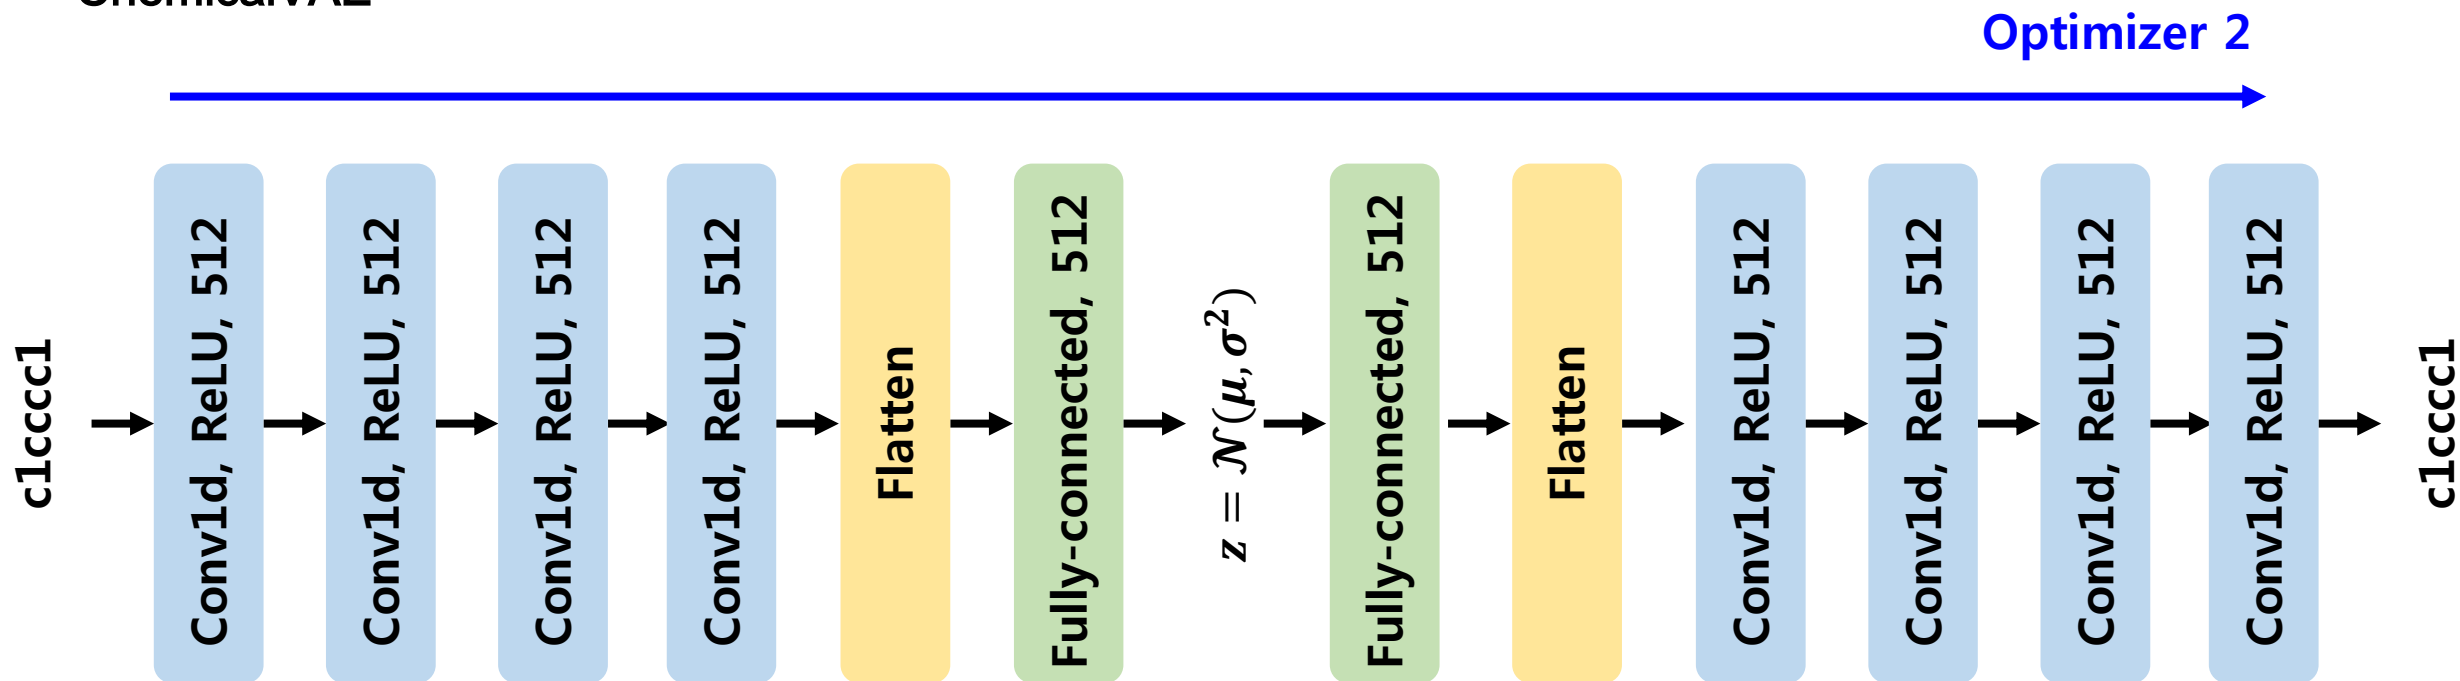 ChemicalVAE
Optimizer 2
c1cccc1
Conv1d, ReLU, 512
Conv1d, ReLU, 512
Conv1d, ReLU, 512
Conv1d, ReLU, 512
Flatten
Fully-connected, 512
z = 𝒩(μ, σ²)
Fully-connected, 512
Flatten
Conv1d, ReLU, 512
Conv1d, ReLU, 512
Conv1d, ReLU, 512
Conv1d, ReLU, 512
c1cccc1